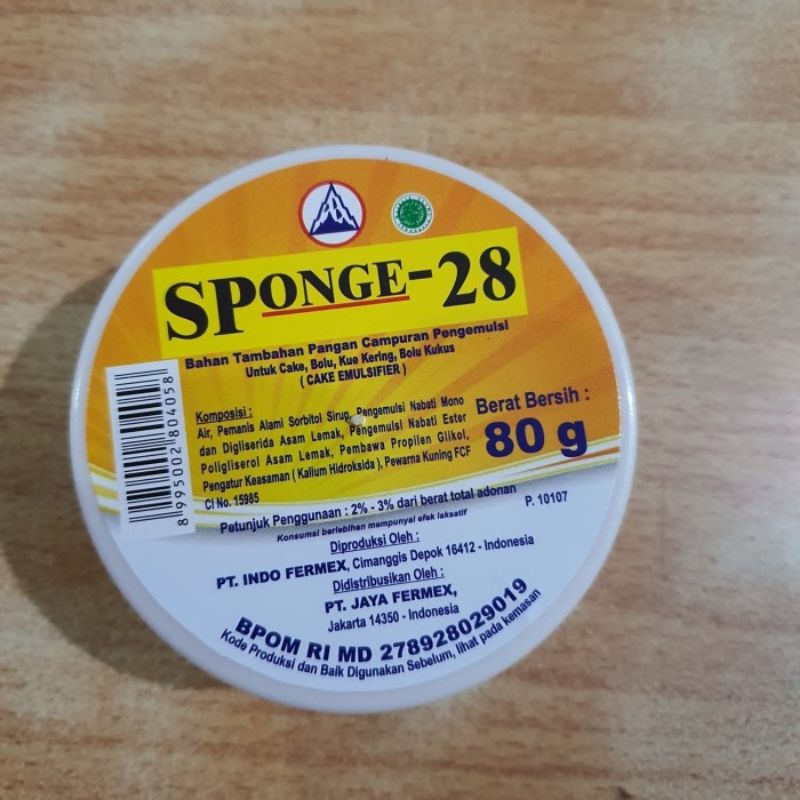 SPONGE-28
Bahan Tambahan Pangan Campuran Pengemulsi
Untuk Cake, Bolu, Kue Kering, Bolu Kukus
( CAKE EMULSIFIER )
Komposisi :
Air, Pemanis Alami Sorbitol Sirup, Pengemulsi Nabati Mono
dan Digliserida Asam Lemak, Pengemulsi Nabati Ester
Poligliserol Asam Lemak, Pembawa Propilen Glikol,
Pengatur Keasaman ( Kalium Hidroksida ), Pewarna Kuning FCF
CI No. 15985
Berat Bersih :
80 g
8995002804058
Petunjuk Penggunaan : 2% - 3% dari berat total adonan
P. 10107
Konsumsi berlebihan mempunyai efek laksatif
Diproduksi Oleh :
PT. INDO FERMEX, Cimanggis Depok 16412 - Indonesia
Didistribusikan Oleh :
PT. JAYA FERMEX,
Jakarta 14350 - Indonesia
BPOM RI MD 278928029019
Kode Produksi dan Baik Digunakan Sebelum, lihat pada kemasan